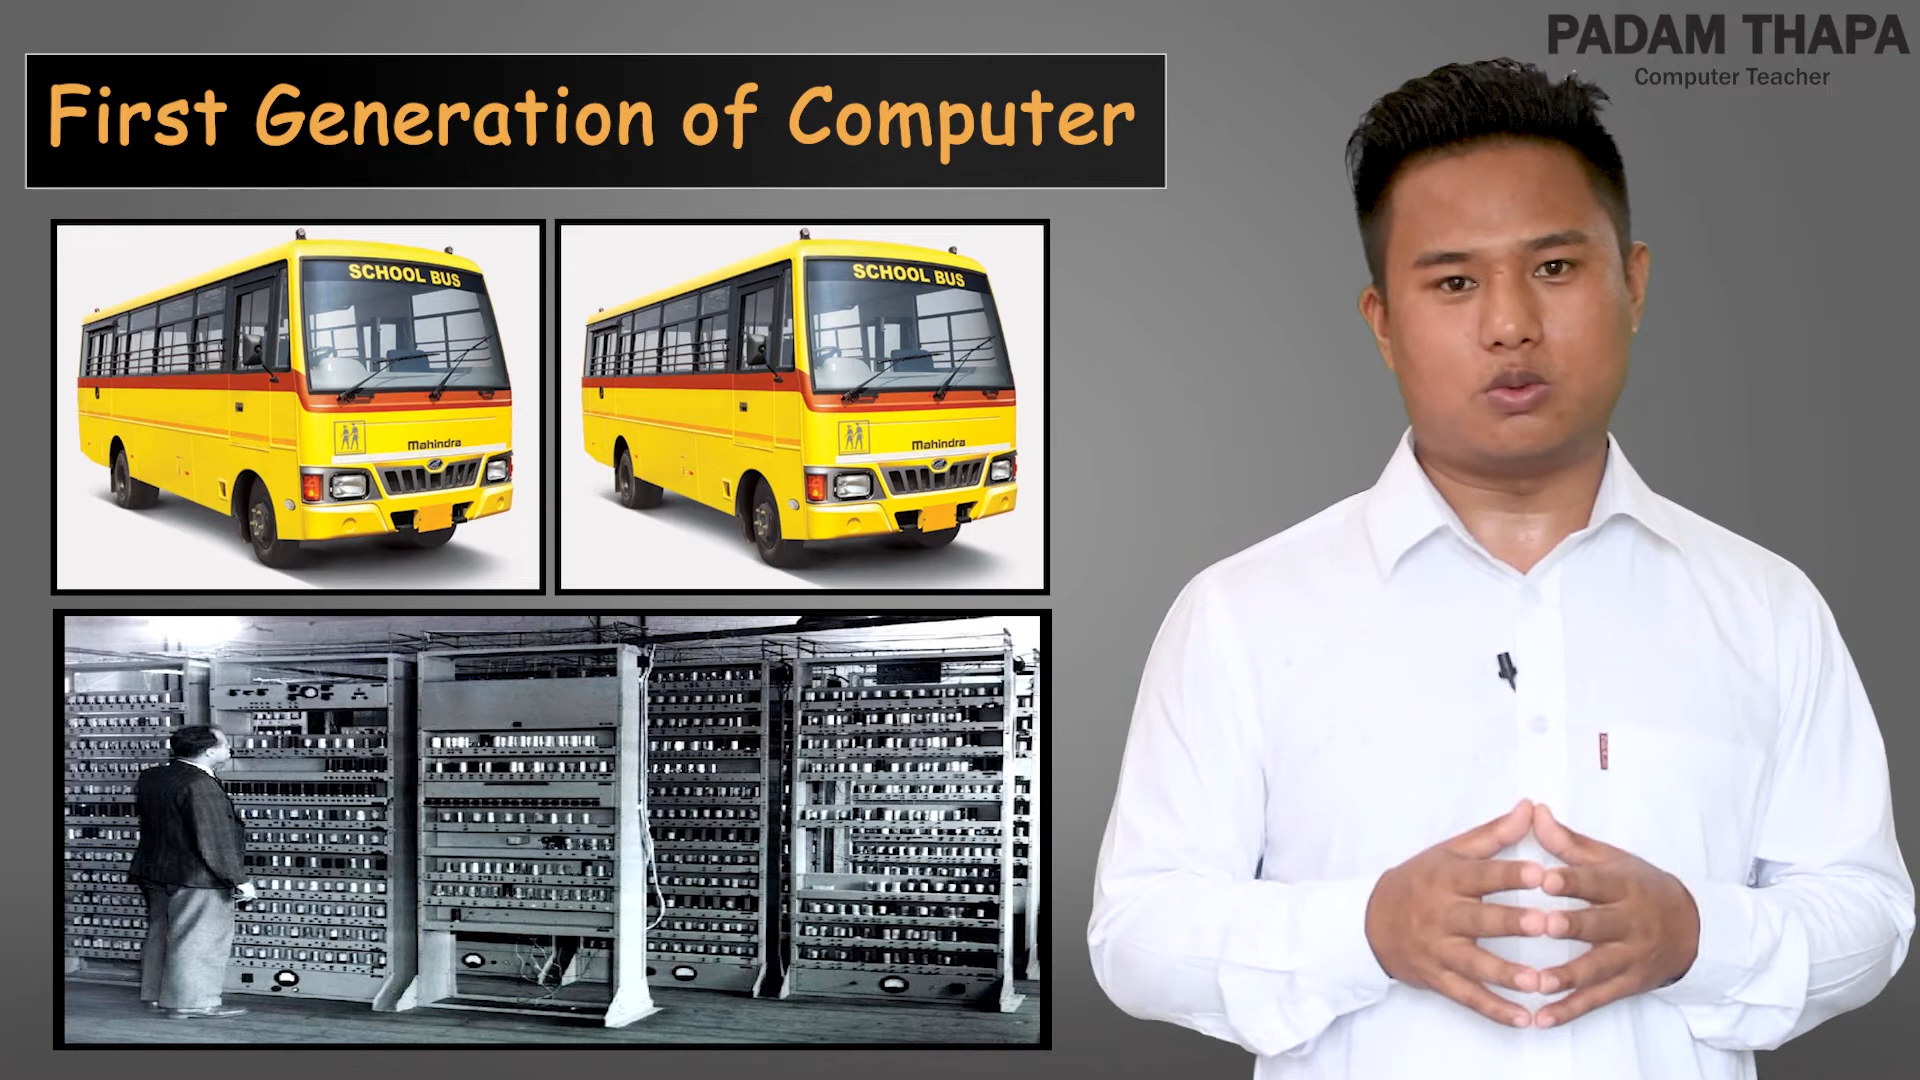 PADAM THAPA
Computer Teacher
First Generation of Computer
SCHOOL BUS
Mahindra
SCHOOL BUS
Mahindra